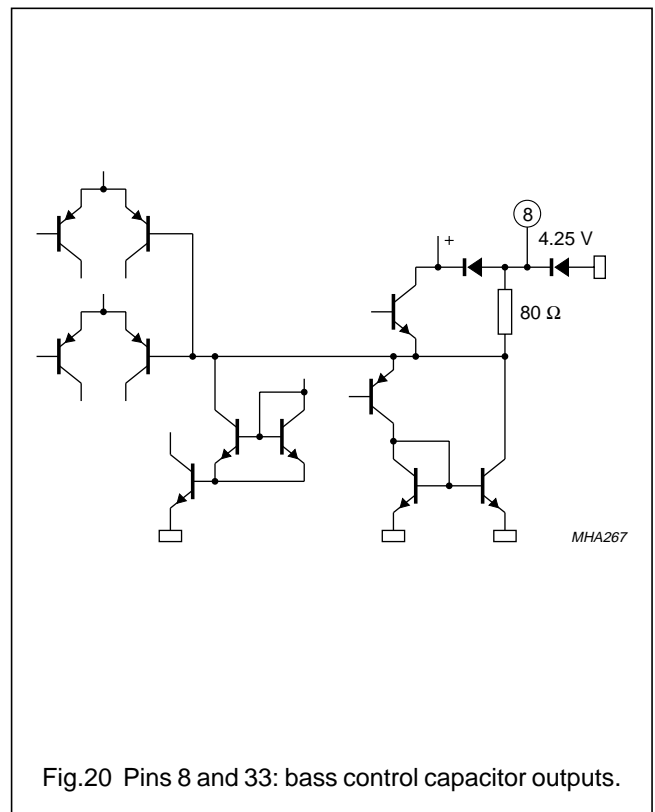 8
+
4.25 V
80 Ω
MHA267
Fig.20 Pins 8 and 33: bass control capacitor outputs.